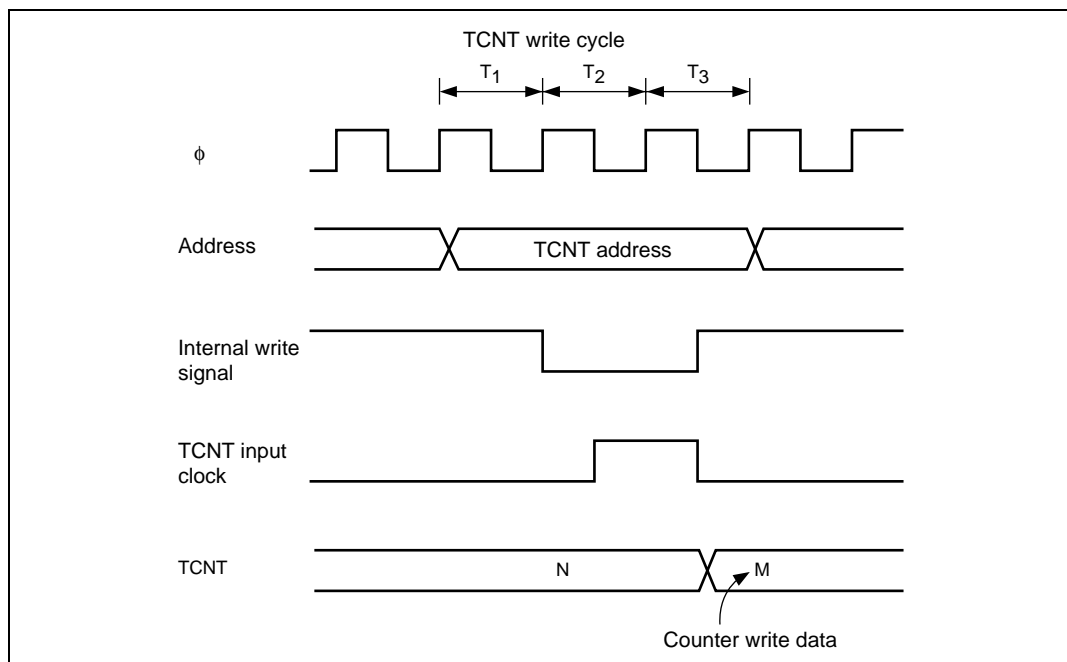 TCNT write cycle
T1 T2 T3
ϕ
Address
TCNT address
Internal write
signal
TCNT input
clock
TCNT
N
M
Counter write data